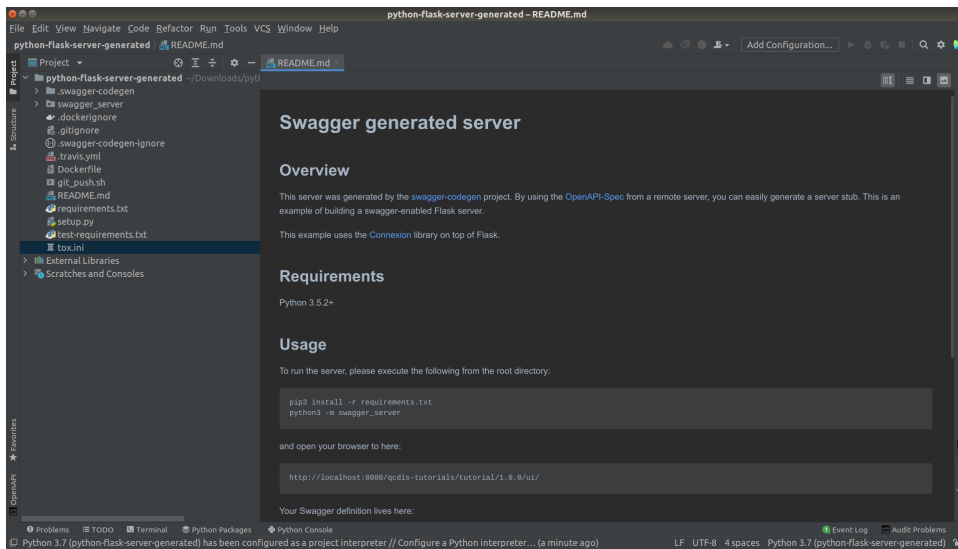 python-flask-server-generated – README.md
File Edit View Navigate Code Refactor Run Tools VCS Window Help
python-flask-server-generated README.md Add Configuration...
Project
Project README.md
python-flask-server-generated ~/Downloads/pyt
.swagger-codegen
swagger_server
.dockerignore
.gitignore
.swagger-codegen-ignore
.travis.yml
Dockerfile
git_push.sh
README.md
requirements.txt
setup.py
test-requirements.txt
tox.ini
External Libraries
Scratches and Consoles
Structure
Favorites
OpenAPI
Swagger generated server
Overview
This server was generated by the swagger-codegen project. By using the OpenAPI-Spec from a remote server, you can easily generate a server stub. This is an
example of building a swagger-enabled Flask server.
This example uses the Connexion library on top of Flask.
Requirements
Python 3.5.2+
Usage
To run the server, please execute the following from the root directory:
pip3 install -r requirements.txt
python3 -m swagger_server
and open your browser to here:
http://localhost:8080/qcdis-tutorials/tutorial/1.0.0/ui/
Your Swagger definition lives here:
Problems TODO Terminal Python Packages Python Console Event Log Audit Problems
Python 3.7 (python-flask-server-generated) has been configured as a project interpreter // Configure a Python interpreter... (a minute ago) LF UTF-8 4 spaces Python 3.7 (python-flask-server-generated)